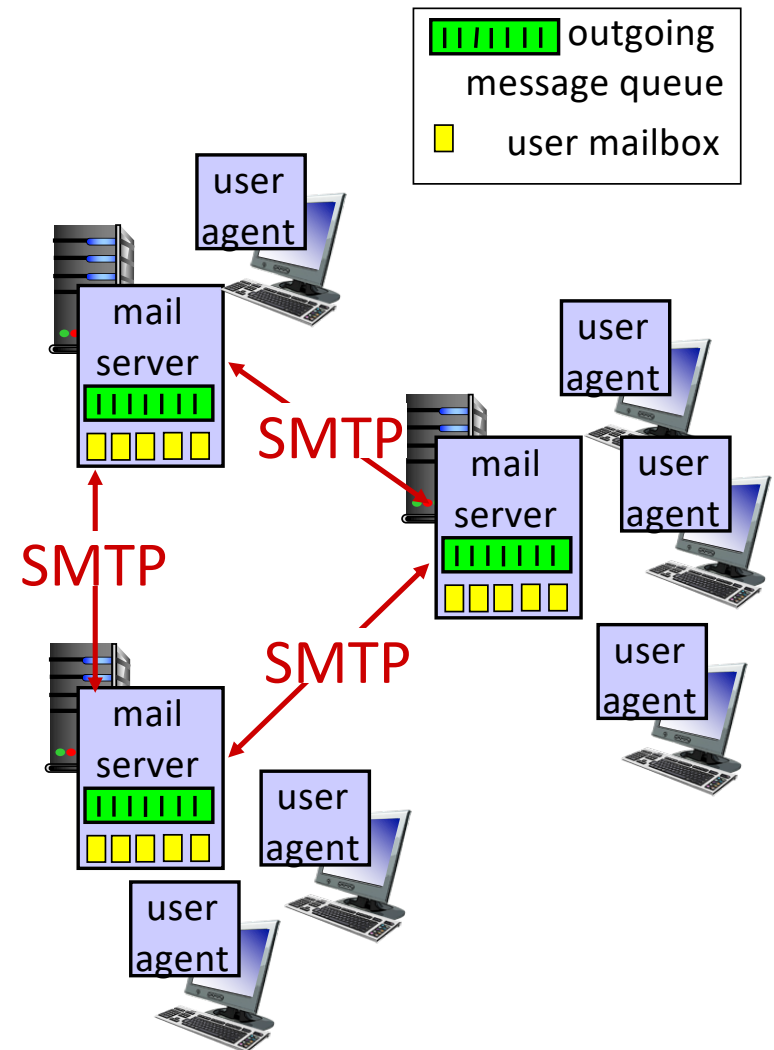 outgoing
message queue
user mailbox
user
agent
mail
server
SMTP
user
agent
mail
server
user
agent
SMTP
SMTP
user
agent
mail
server
user
agent
user
agent